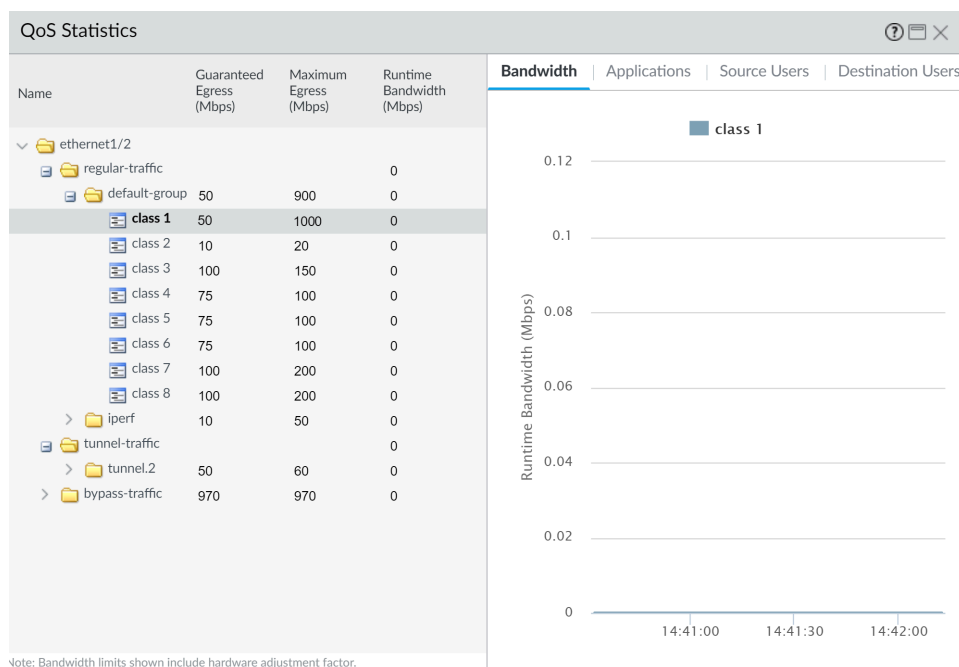 QoS Statistics
?
Name
Guaranteed Egress (Mbps)
Maximum Egress (Mbps)
Runtime Bandwidth (Mbps)
ethernet1/2
regular-traffic 0
default-group 50 900 0
class 1 50 1000 0
class 2 10 20 0
class 3 100 150 0
class 4 75 100 0
class 5 75 100 0
class 6 75 100 0
class 7 100 200 0
class 8 100 200 0
iperf 10 50 0
tunnel-traffic 0
tunnel.2 50 60 0
bypass-traffic 970 970 0
Note: Bandwidth limits shown include hardware adjustment factor.
Bandwidth | Applications | Source Users | Destination Users
class 1
Runtime Bandwidth (Mbps)
0.12
0.1
0.08
0.06
0.04
0.02
0
14:41:00 14:41:30 14:42:00